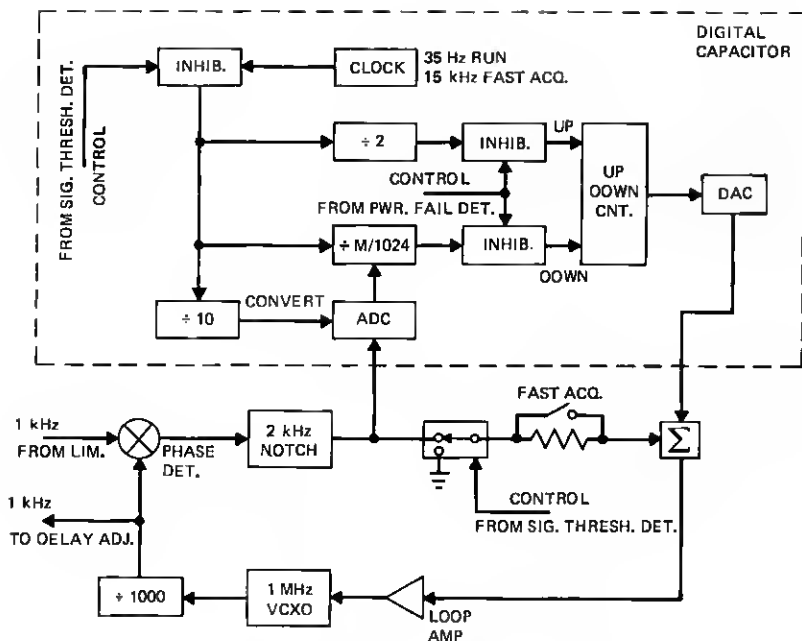 DIGITAL
CAPACITOR
INHIB.
CLOCK
35 Hz RUN
15 kHz FAST ACQ.
FROM SIG. THRESH. DET.
CONTROL
÷ 2
INHIB.
UP
CONTROL
FROM PWR. FAIL DET.
UP
OOWN
CNT.
DAC
÷ M/1024
INHIB.
OOWN
÷ 10
CONVERT
ADC
FAST ACQ.
1 kHz
FROM LIM.
PHASE
DET.
2 kHz
NOTCH
Σ
CONTROL
FROM SIG. THRESH. DET.
1 kHz
TO OELAY ADJ.
÷ 1000
1 MHz
VCXO
LOOP
AMP